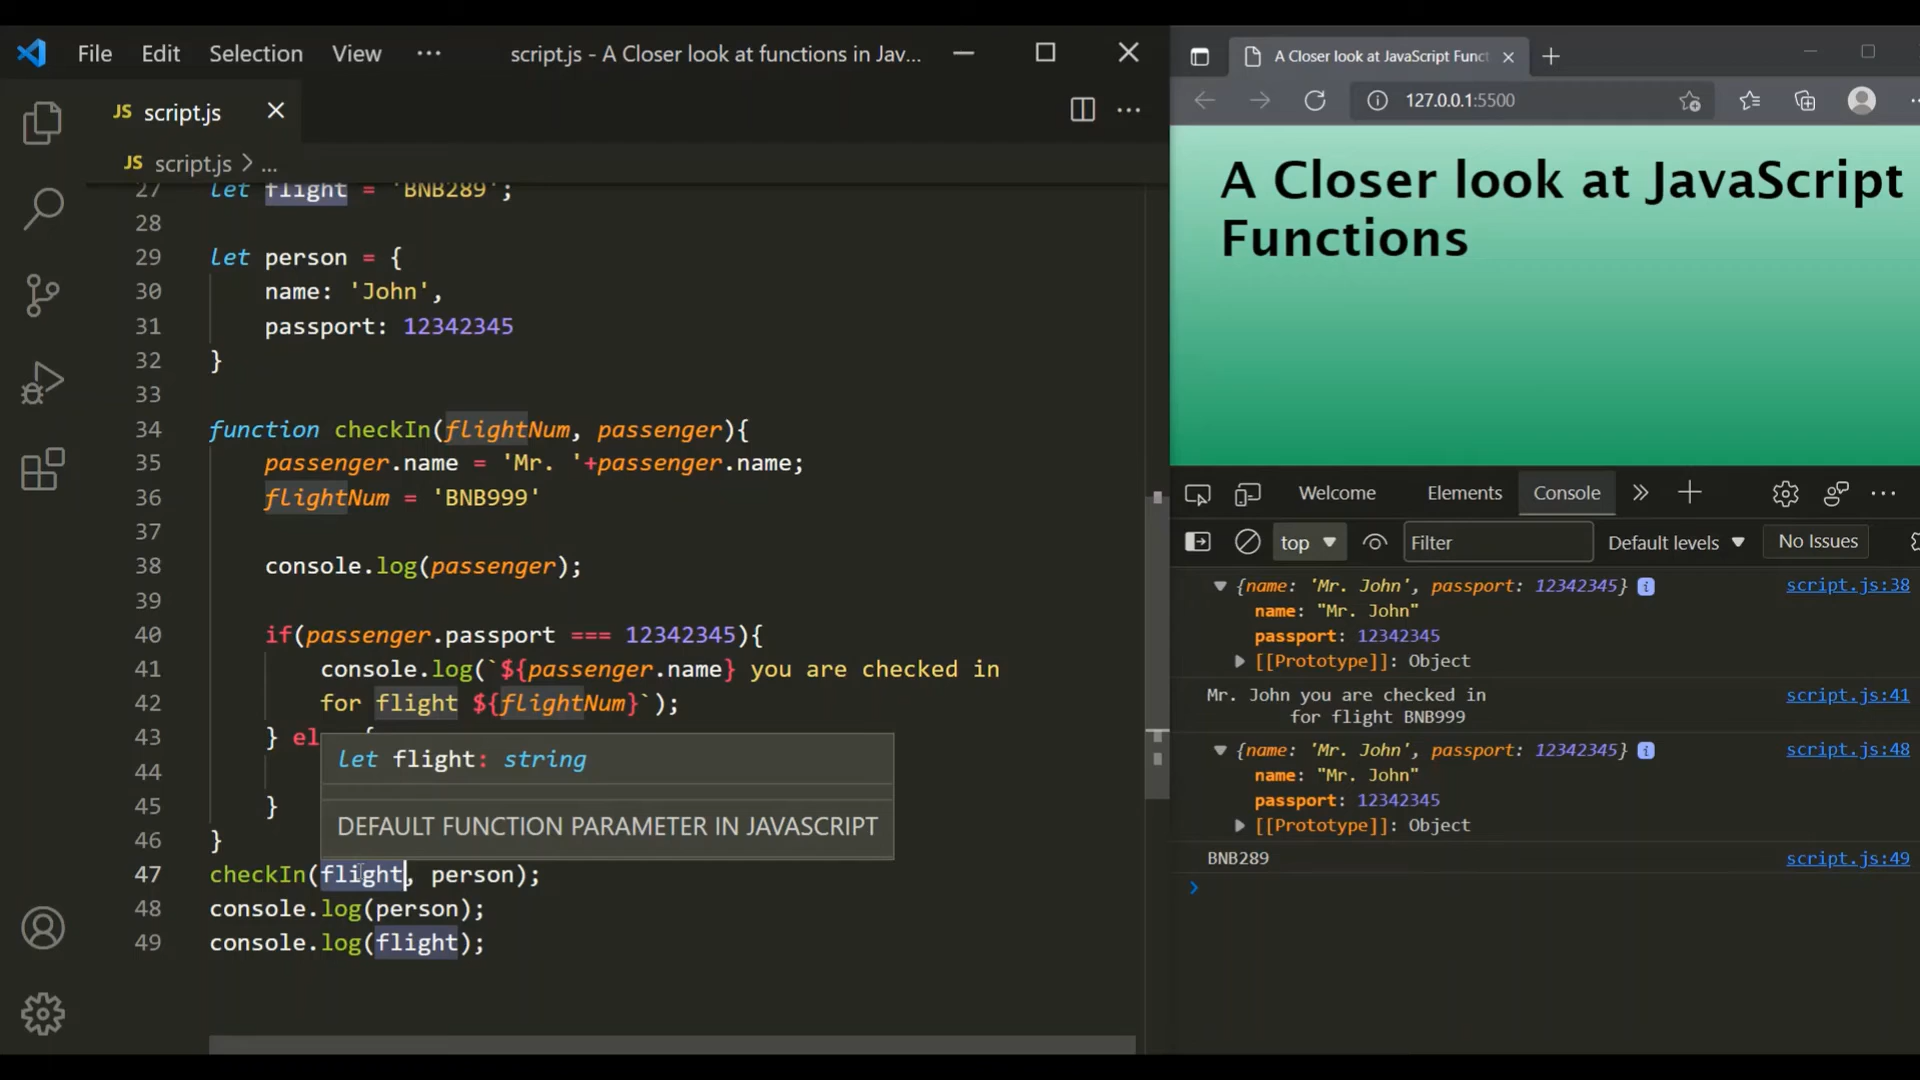 File Edit Selection View ··· script.js - A Closer look at functions in Jav...
JS script.js
JS script.js > ...
27 let flight = 'BNB289';
28
29 let person = {
30 name: 'John',
31 passport: 12342345
32 }
33
34 function checkIn(flightNum, passenger){
35 passenger.name = 'Mr. '+passenger.name;
36 flightNum = 'BNB999'
37
38 console.log(passenger);
39
40 if(passenger.passport === 12342345){
41 console.log(`${passenger.name} you are checked in
42 for flight ${flightNum}`);
43 } el {
44
45 }
46 }
let flight: string
DEFAULT FUNCTION PARAMETER IN JAVASCRIPT
47 checkIn(flight, person);
48 console.log(person);
49 console.log(flight);
A Closer look at JavaScript Funct
127.0.0.1:5500
A Closer look at JavaScript
Functions
Welcome Elements Console
top Filter Default levels No Issues
{name: 'Mr. John', passport: 12342345} i script.js:38
name: "Mr. John"
passport: 12342345
[[Prototype]]: Object
Mr. John you are checked in script.js:41
for flight BNB999
{name: 'Mr. John', passport: 12342345} i script.js:48
name: "Mr. John"
passport: 12342345
[[Prototype]]: Object
BNB289 script.js:49